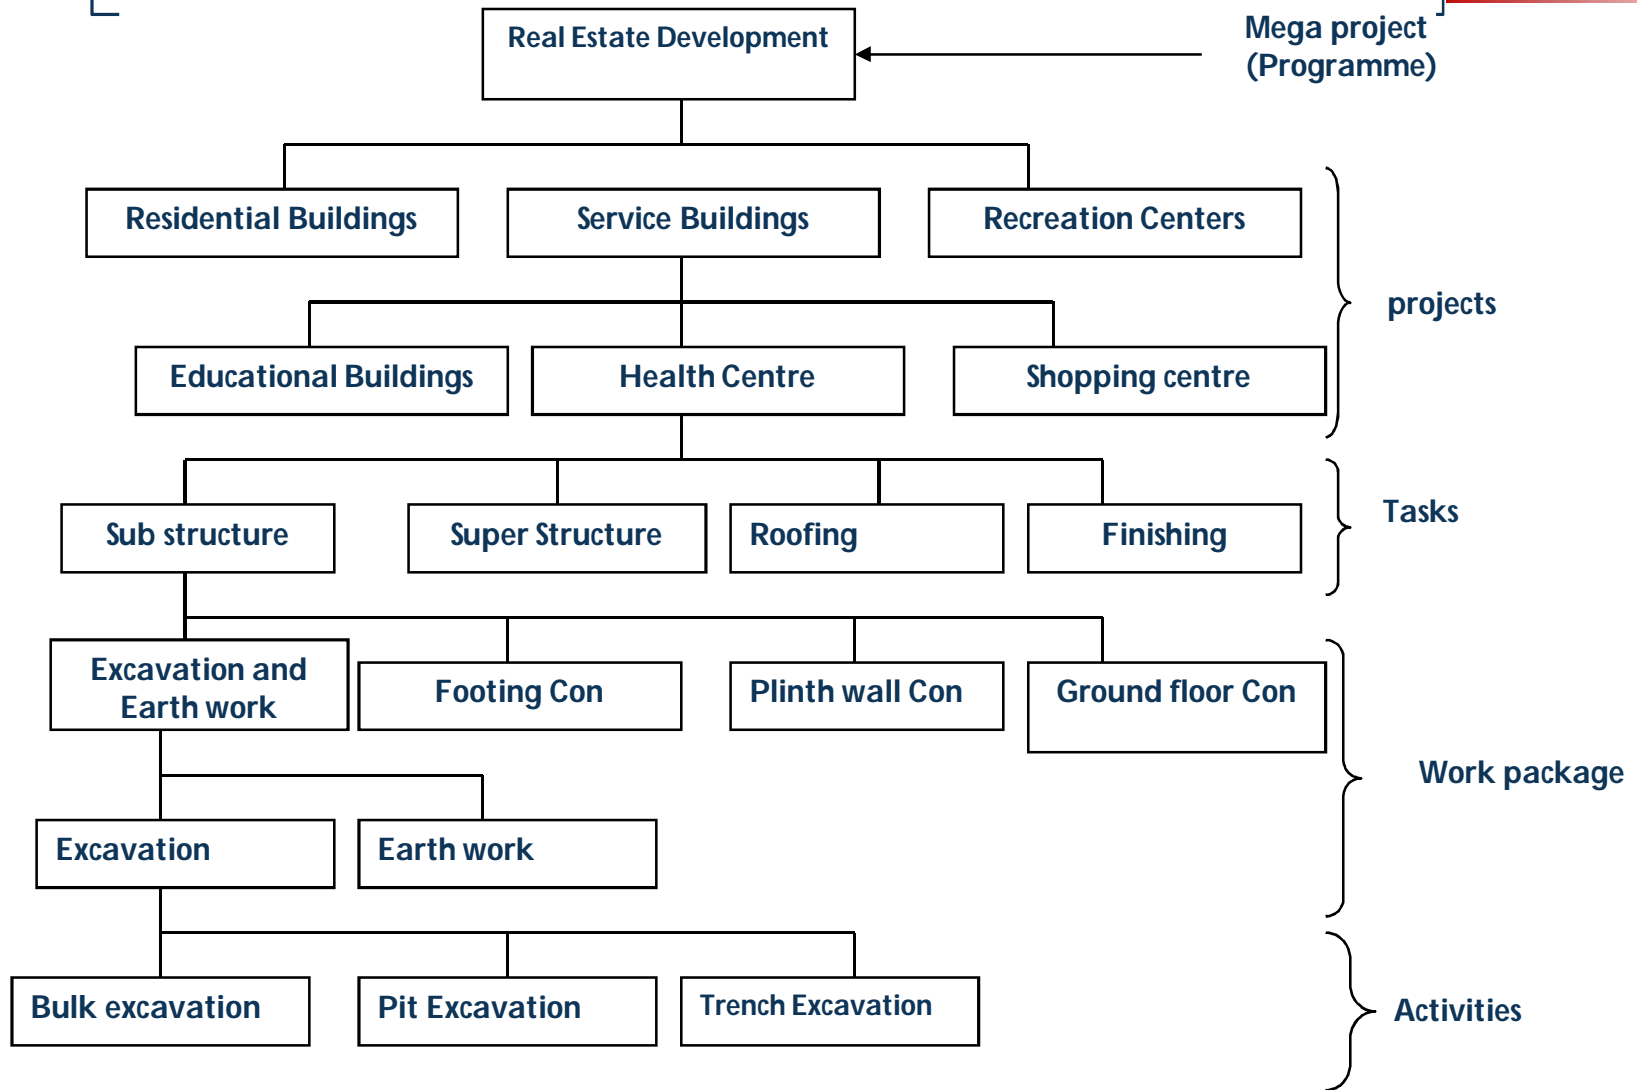 Real Estate Development
Mega project
(Programme)
Residential Buildings
Service Buildings
Recreation Centers
projects
Educational Buildings
Health Centre
Shopping centre
Tasks
Sub structure
Super Structure
Roofing
Finishing
Excavation and
Earth work
Footing Con
Plinth wall Con
Ground floor Con
Work package
Excavation
Earth work
Bulk excavation
Pit Excavation
Trench Excavation
Activities